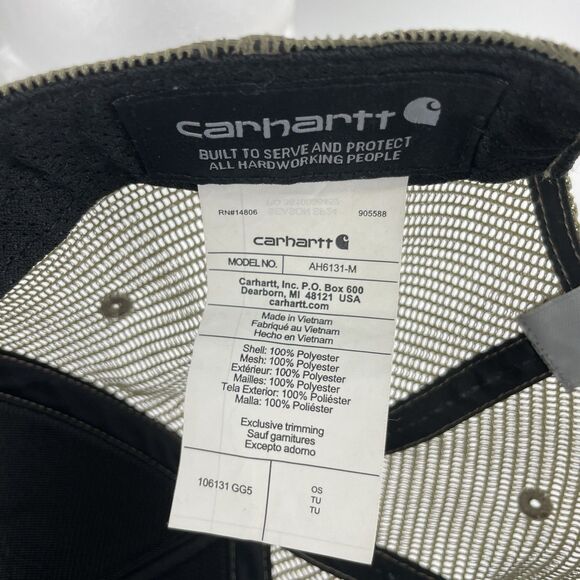 carhartt
BUILT TO SERVE AND PROTECT
ALL HARDWORKING PEOPLE
RN#14806 905588
carhartt
MODEL NO. AH6131-M
Carhartt, Inc. P.O. Box 600
Dearborn, MI 48121 USA
carhartt.com
Made in Vietnam
Fabriqué au Vietnam
Hecho en Vietnam
Shell: 100% Polyester
Mesh: 100% Polyester
Extérieur: 100% Polyester
Mailles: 100% Polyester
Tela Exterior: 100% Poliéster
Malla: 100% Poliéster
Exclusive trimming
Sauf garnitures
Excepto adorno
106131 GG5 OS
TU
TU